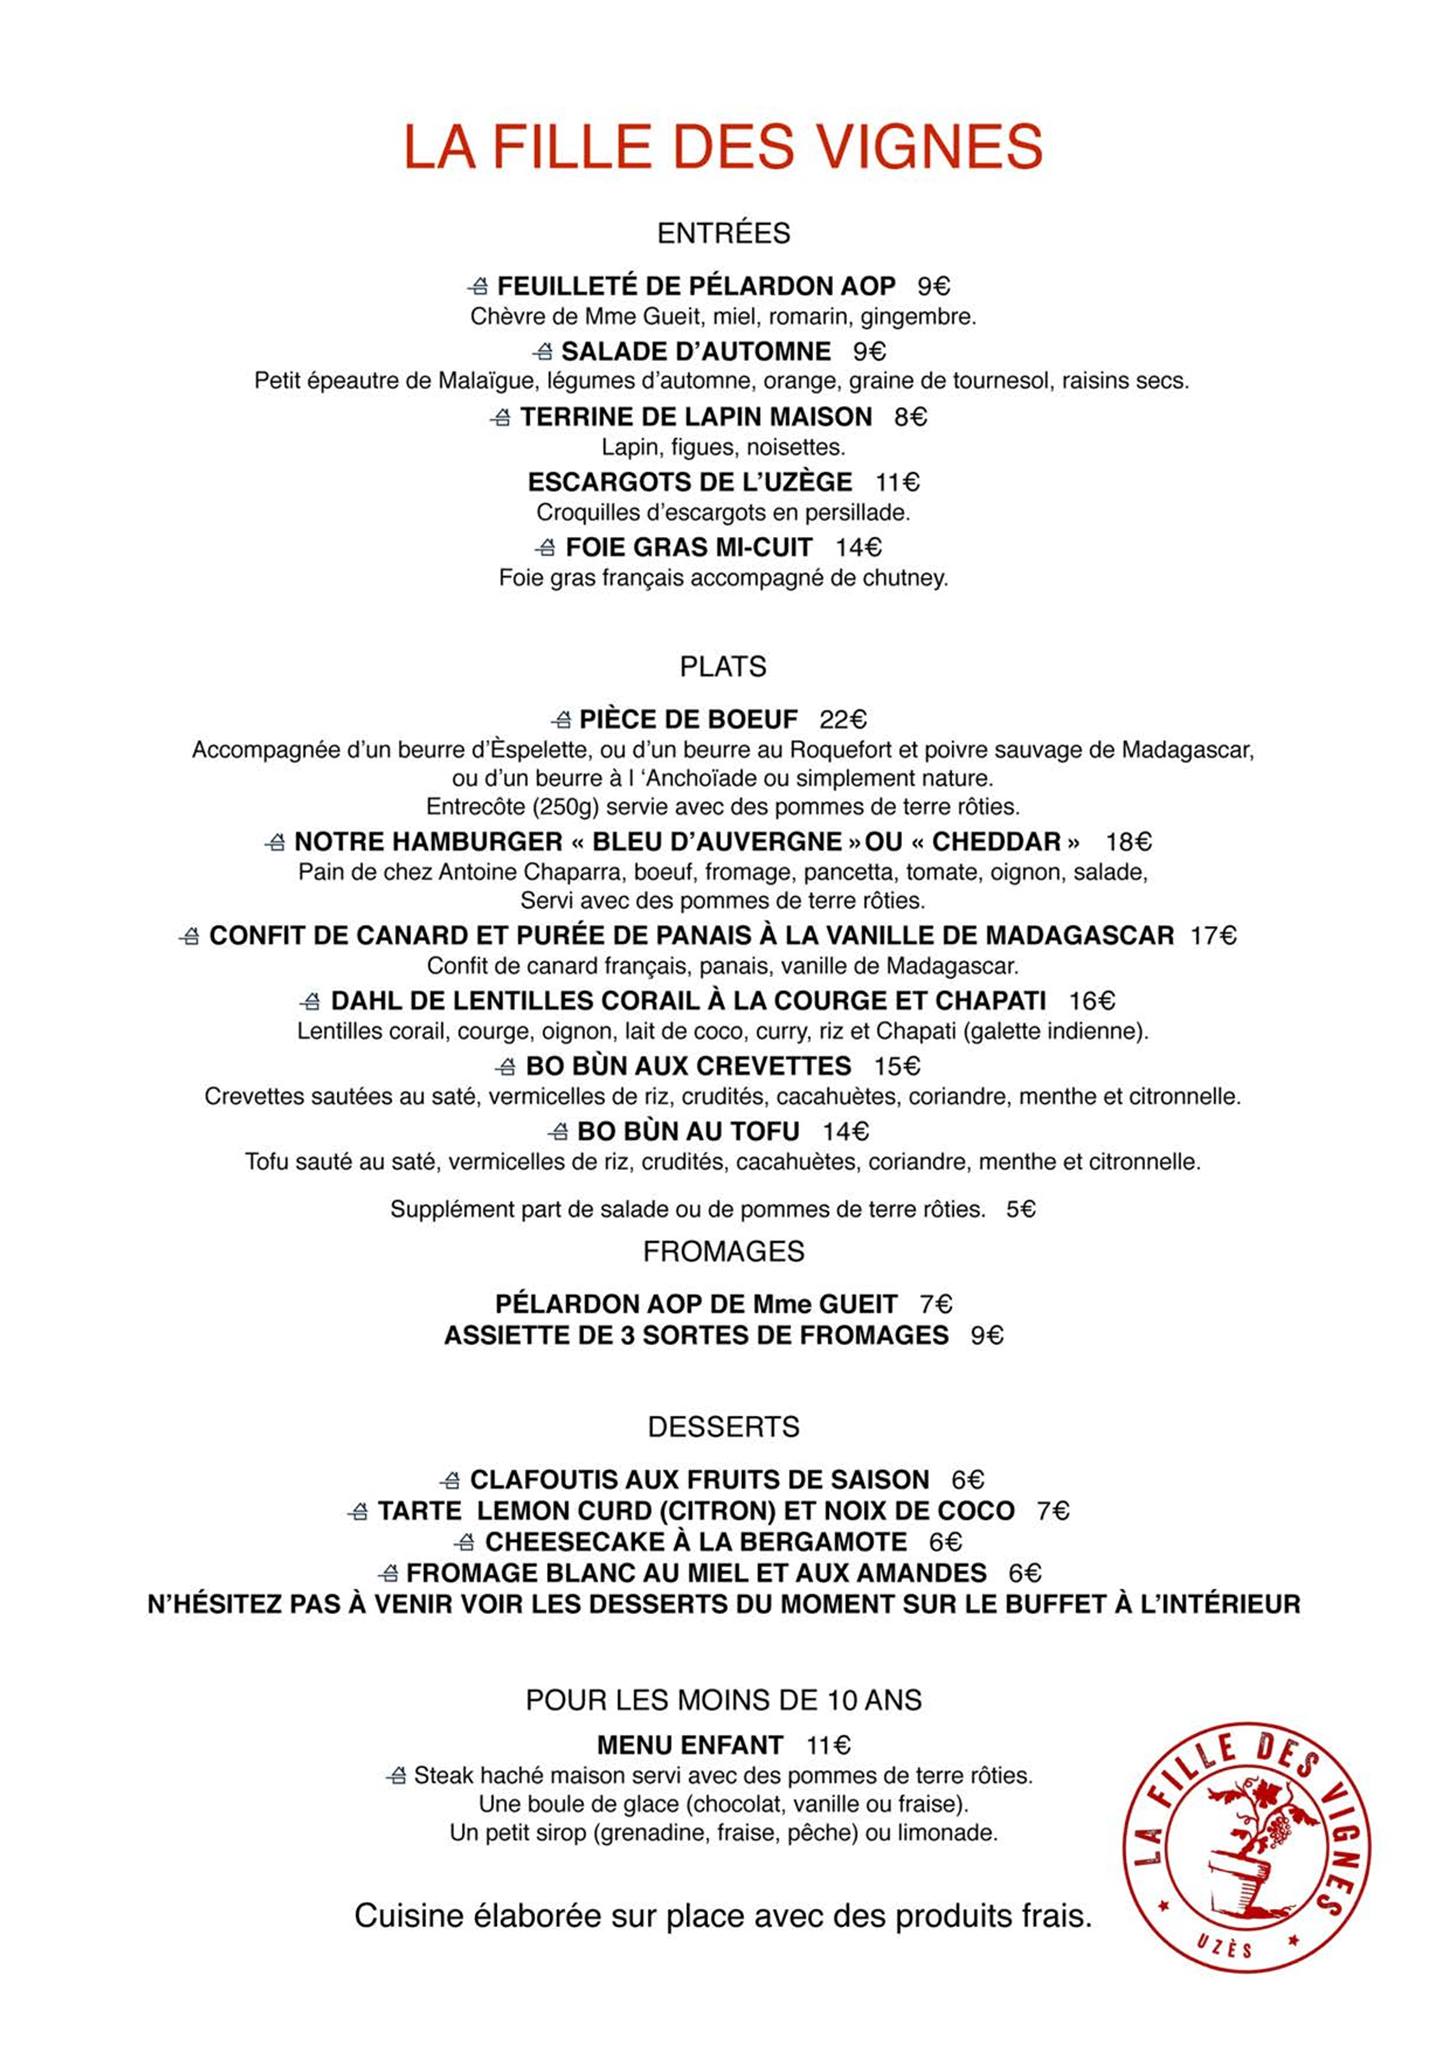 LA FILLE DES VIGNES
ENTRÉES
FEUILLETÉ DE PÉLARDON AOP 9€
Chèvre de Mme Gueit, miel, romarin, gingembre.
SALADE D'AUTOMNE 9€
Petit épeautre de Malaïgue, légumes d'automne, orange, graine de tournesol, raisins secs.
TERRINE DE LAPIN MAISON 8€
Lapin, figues, noisettes.
ESCARGOTS DE L'UZÈGE 11€
Croquilles d'escargots en persillade.
FOIE GRAS MI-CUIT 14€
Foie gras français accompagné de chutney.
PLATS
PIÈCE DE BOEUF 22€
Accompagnée d'un beurre d'Èspelette, ou d'un beurre au Roquefort et poivre sauvage de Madagascar,
ou d'un beurre à l ‘Anchoïade ou simplement nature.
Entrecôte (250g) servie avec des pommes de terre rôties.
NOTRE HAMBURGER « BLEU D'AUVERGNE » OU « CHEDDAR » 18€
Pain de chez Antoine Chaparra, boeuf, fromage, pancetta, tomate, oignon, salade,
Servi avec des pommes de terre rôties.
CONFIT DE CANARD ET PURÉE DE PANAIS À LA VANILLE DE MADAGASCAR 17€
Confit de canard français, panais, vanille de Madagascar.
DAHL DE LENTILLES CORAIL À LA COURGE ET CHAPATI 16€
Lentilles corail, courge, oignon, lait de coco, curry, riz et Chapati (galette indienne).
BO BÙN AUX CREVETTES 15€
Crevettes sautées au saté, vermicelles de riz, crudités, cacahuètes, coriandre, menthe et citronnelle.
BO BÙN AU TOFU 14€
Tofu sauté au saté, vermicelles de riz, crudités, cacahuètes, coriandre, menthe et citronnelle.
Supplément part de salade ou de pommes de terre rôties. 5€
FROMAGES
PÉLARDON AOP DE Mme GUEIT 7€
ASSIETTE DE 3 SORTES DE FROMAGES 9€
DESSERTS
CLAFOUTIS AUX FRUITS DE SAISON 6€
TARTE LEMON CURD (CITRON) ET NOIX DE COCO 7€
CHEESECAKE À LA BERGAMOTE 6€
FROMAGE BLANC AU MIEL ET AUX AMANDES 6€
N'HÉSITEZ PAS À VENIR VOIR LES DESSERTS DU MOMENT SUR LE BUFFET À L'INTÉRIEUR
POUR LES MOINS DE 10 ANS
MENU ENFANT 11€
Steak haché maison servi avec des pommes de terre rôties.
Une boule de glace (chocolat, vanille ou fraise).
Un petit sirop (grenadine, fraise, pêche) ou limonade.
Cuisine élaborée sur place avec des produits frais.
LA FILLE DES VIGNES
UZÈS